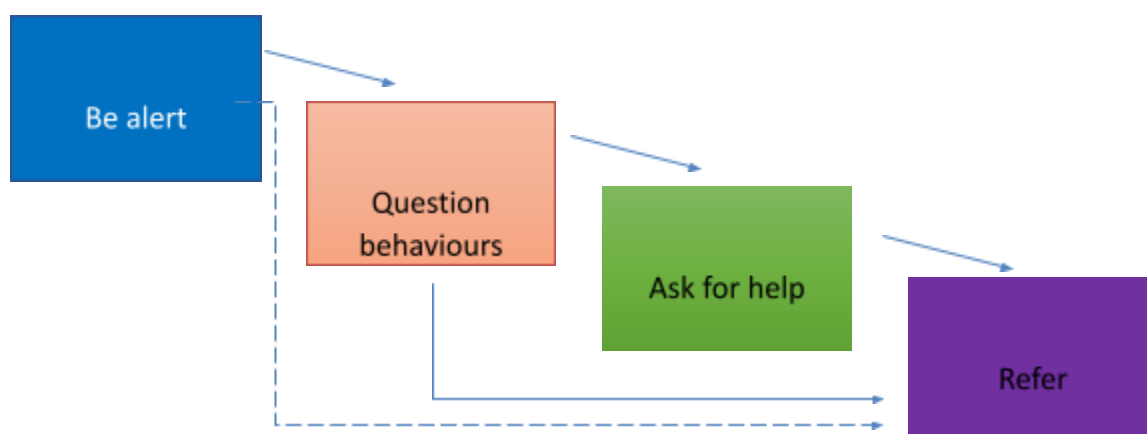 Be alert
Question
behaviours
Ask for help
Refer